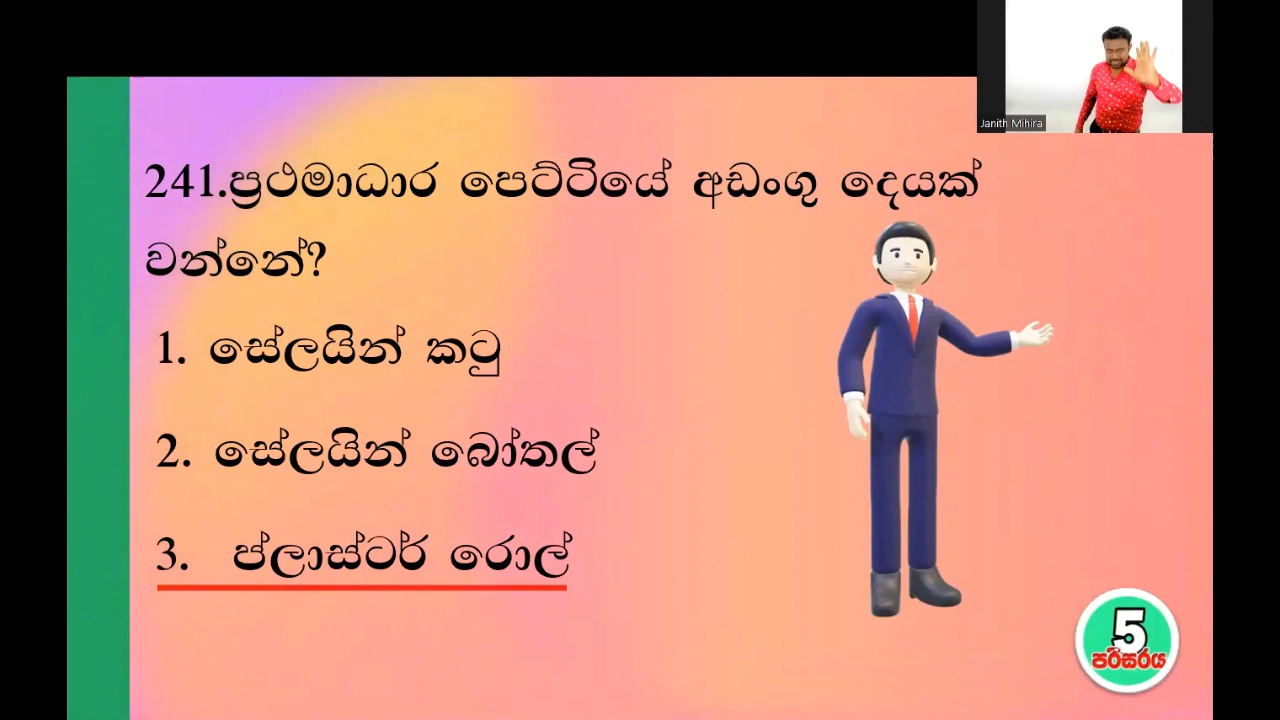 Janith Mihira
241.ප්‍රථමාධාර පෙට්ටියේ අඩංගු දෙයක්
වන්නේ?
1. සේලයින් කටු
2. සේලයින් බෝතල්
3. ප්ලාස්ටර් රොල්
5
පරිසරය